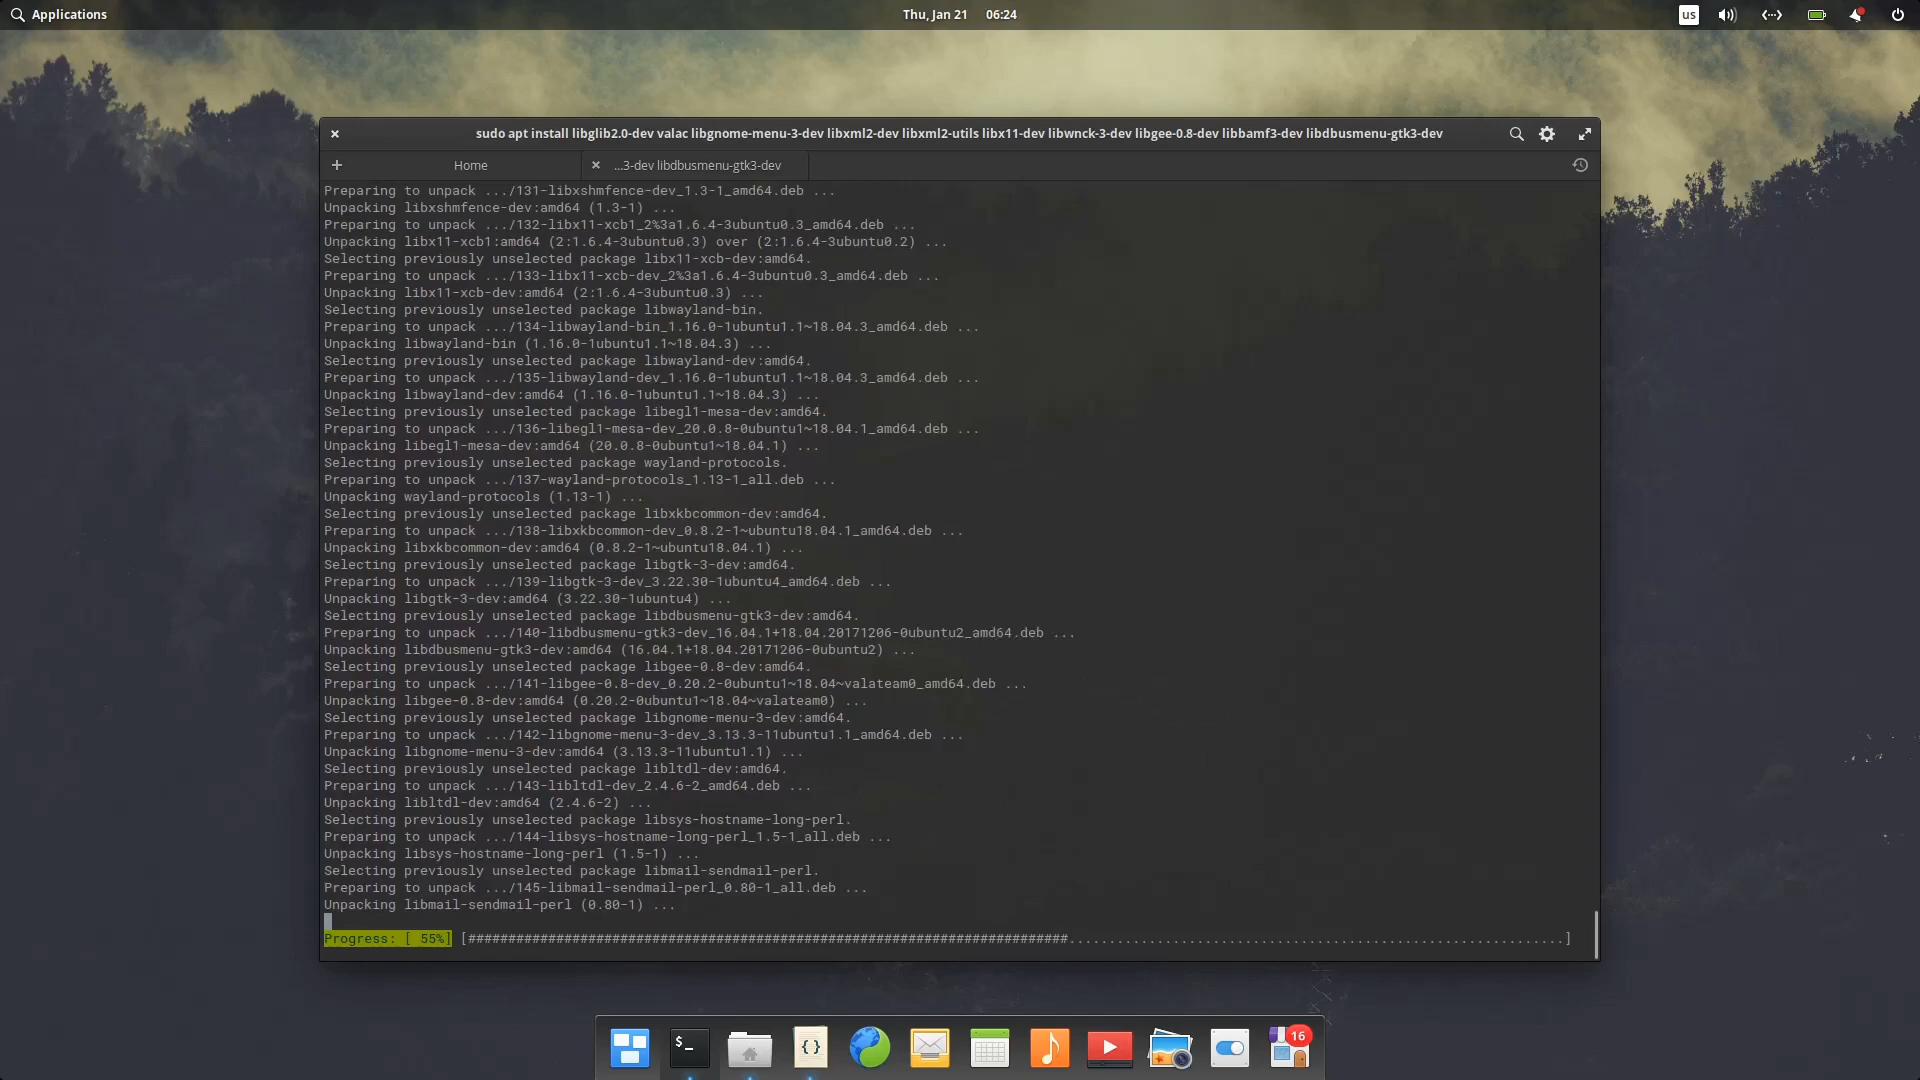 Applications
Thu, Jan 21 06:24
us
sudo apt install libglib2.0-dev valac libgnome-menu-3-dev libxml2-dev libxml2-utils libx11-dev libwnck-3-dev libgee-0.8-dev libbamf3-dev libdbusmenu-gtk3-dev
Home
...3-dev libdbusmenu-gtk3-dev
Preparing to unpack .../131-libxshmfence-dev_1.3-1_amd64.deb ...
Unpacking libxshmfence-dev:amd64 (1.3-1) ...
Preparing to unpack .../132-libx11-xcb1_2%3a1.6.4-3ubuntu0.3_amd64.deb ...
Unpacking libx11-xcb1:amd64 (2:1.6.4-3ubuntu0.3) over (2:1.6.4-3ubuntu0.2) ...
Selecting previously unselected package libx11-xcb-dev:amd64.
Preparing to unpack .../133-libx11-xcb-dev_2%3a1.6.4-3ubuntu0.3_amd64.deb ...
Unpacking libx11-xcb-dev:amd64 (2:1.6.4-3ubuntu0.3) ...
Selecting previously unselected package libwayland-bin.
Preparing to unpack .../134-libwayland-bin_1.16.0-1ubuntu1.1~18.04.3_amd64.deb ...
Unpacking libwayland-bin (1.16.0-1ubuntu1.1~18.04.3) ...
Selecting previously unselected package libwayland-dev:amd64.
Preparing to unpack .../135-libwayland-dev_1.16.0-1ubuntu1.1~18.04.3_amd64.deb ...
Unpacking libwayland-dev:amd64 (1.16.0-1ubuntu1.1~18.04.3) ...
Selecting previously unselected package libegl1-mesa-dev:amd64.
Preparing to unpack .../136-libegl1-mesa-dev_20.0.8-0ubuntu1~18.04.1_amd64.deb ...
Unpacking libegl1-mesa-dev:amd64 (20.0.8-0ubuntu1~18.04.1) ...
Selecting previously unselected package wayland-protocols.
Preparing to unpack .../137-wayland-protocols_1.13-1_all.deb ...
Unpacking wayland-protocols (1.13-1) ...
Selecting previously unselected package libxkbcommon-dev:amd64.
Preparing to unpack .../138-libxkbcommon-dev_0.8.2-1~ubuntu18.04.1_amd64.deb ...
Unpacking libxkbcommon-dev:amd64 (0.8.2-1~ubuntu18.04.1) ...
Selecting previously unselected package libgtk-3-dev:amd64.
Preparing to unpack .../139-libgtk-3-dev_3.22.30-1ubuntu4_amd64.deb ...
Unpacking libgtk-3-dev:amd64 (3.22.30-1ubuntu4) ...
Selecting previously unselected package libdbusmenu-gtk3-dev:amd64.
Preparing to unpack .../140-libdbusmenu-gtk3-dev_16.04.1+18.04.20171206-0ubuntu2_amd64.deb ...
Unpacking libdbusmenu-gtk3-dev:amd64 (16.04.1+18.04.20171206-0ubuntu2) ...
Selecting previously unselected package libgee-0.8-dev:amd64.
Preparing to unpack .../141-libgee-0.8-dev_0.20.2-0ubuntu1~18.04~valateam0_amd64.deb ...
Unpacking libgee-0.8-dev:amd64 (0.20.2-0ubuntu1~18.04~valateam0) ...
Selecting previously unselected package libgnome-menu-3-dev:amd64.
Preparing to unpack .../142-libgnome-menu-3-dev_3.13.3-11ubuntu1.1_amd64.deb ...
Unpacking libgnome-menu-3-dev:amd64 (3.13.3-11ubuntu1.1) ...
Selecting previously unselected package libltdl-dev:amd64.
Preparing to unpack .../143-libltdl-dev_2.4.6-2_amd64.deb ...
Unpacking libltdl-dev:amd64 (2.4.6-2) ...
Selecting previously unselected package libsys-hostname-long-perl.
Preparing to unpack .../144-libsys-hostname-long-perl_1.5-1_all.deb ...
Unpacking libsys-hostname-long-perl (1.5-1) ...
Selecting previously unselected package libmail-sendmail-perl.
Preparing to unpack .../145-libmail-sendmail-perl_0.80-1_all.deb ...
Unpacking libmail-sendmail-perl (0.80-1) ...
Progress: [ 55%] [###########################################################################..............................................................]
$_
{}
16